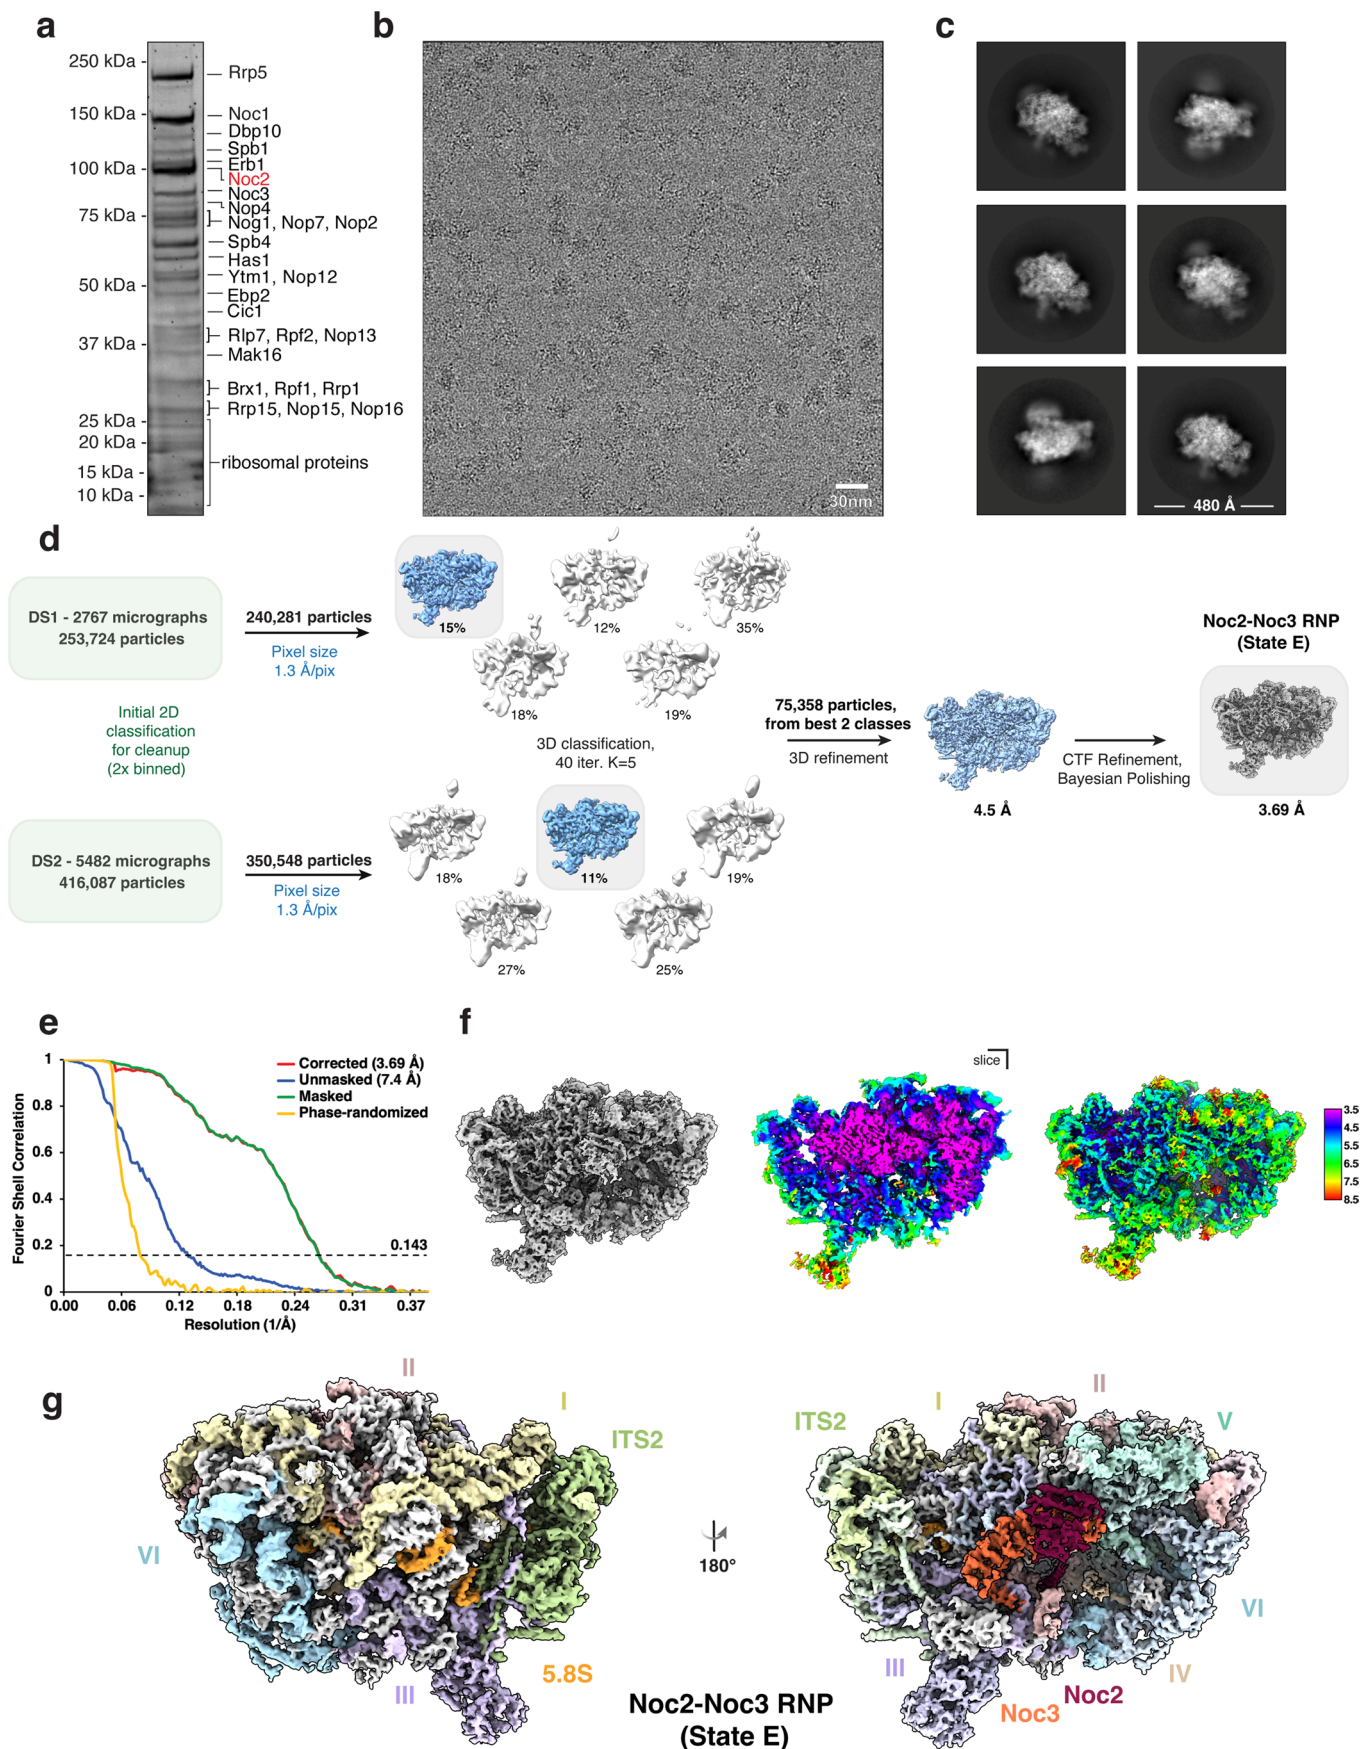 a
250 kDa -
150 kDa -
100 kDa -
75 kDa -
50 kDa -
37 kDa -
25 kDa -
20 kDa -
15 kDa -
10 kDa -
Rrp5
Noc1
Dbp10
Spb1
Erb1
Noc2
Noc3
Nop4
Nog1, Nop7, Nop2
Spb4
Has1
Ytm1, Nop12
Ebp2
Cic1
Rlp7, Rpf2, Nop13
Mak16
Brx1, Rpf1, Rrp1
Rrp15, Nop15, Nop16
ribosomal proteins
b
30nm
c
480 Å
d
DS1 - 2767 micrographs
253,724 particles
240,281 particles
Pixel size
1.3 Å/pix
15%
12%
35%
18%
19%
Initial 2D
classification
for cleanup
(2x binned)
3D classification,
40 iter. K=5
DS2 - 5482 micrographs
416,087 particles
350,548 particles
Pixel size
1.3 Å/pix
18%
11%
19%
27%
25%
75,358 particles,
from best 2 classes
3D refinement
4.5 Å
CTF Refinement,
Bayesian Polishing
Noc2-Noc3 RNP
(State E)
3.69 Å
e
Fourier Shell Correlation
1
0.8
0.6
0.4
0.2
0
0.00
0.06
0.12
0.18
0.24
0.31
0.37
Resolution (1/Å)
Corrected (3.69 Å)
Unmasked (7.4 Å)
Masked
Phase-randomized
0.143
f
slice
3.5
4.5
5.5
6.5
7.5
8.5
g
II
I
ITS2
VI
III
5.8S
180°
Noc2-Noc3 RNP
(State E)
ITS2
I
II
V
VI
IV
III
Noc3
Noc2